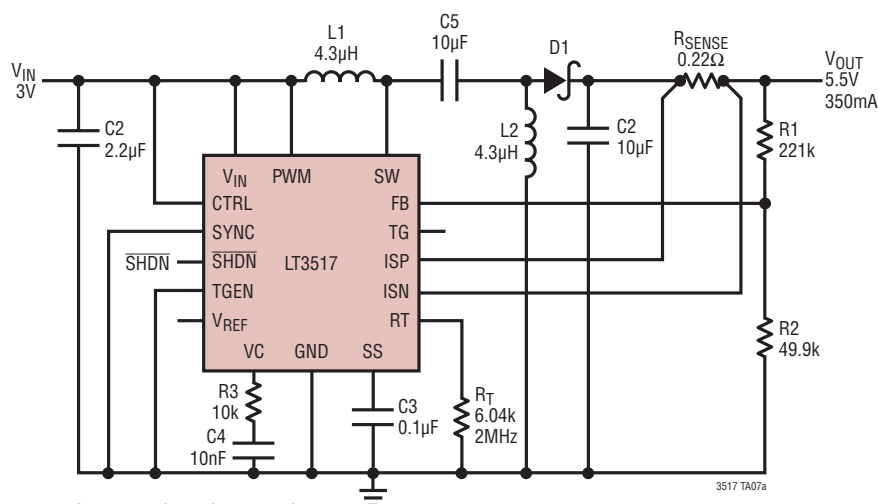 L1
4.3µH
C5
10µF
D1
RSENSE
0.22Ω
VIN
3V
VOUT
5.5V
350mA
C2
2.2µF
L2
4.3µH
C2
10µF
R1
221k
VIN
PWM
SW
CTRL
FB
SYNC
TG
SHDN
SHDN
LT3517
ISP
TGEN
ISN
VREF
RT
VC
GND
SS
R2
49.9k
R3
10k
C4
10nF
C3
0.1µF
RT
6.04k
2MHz
3517 TA07a